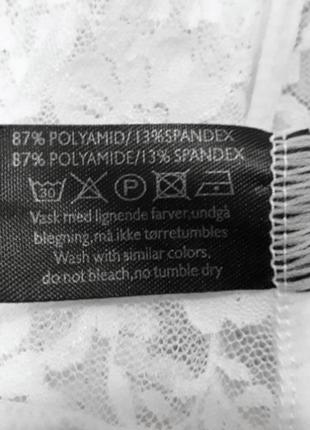 87% POLYAMID/13%SPANDEX
87% POLYAMIDE/13% SPANDEX
30 P
Vask med lignende farver,undgå
blegning,må ikke tørretumbles
Wash with similar colors,
do not bleach,no tumble dry